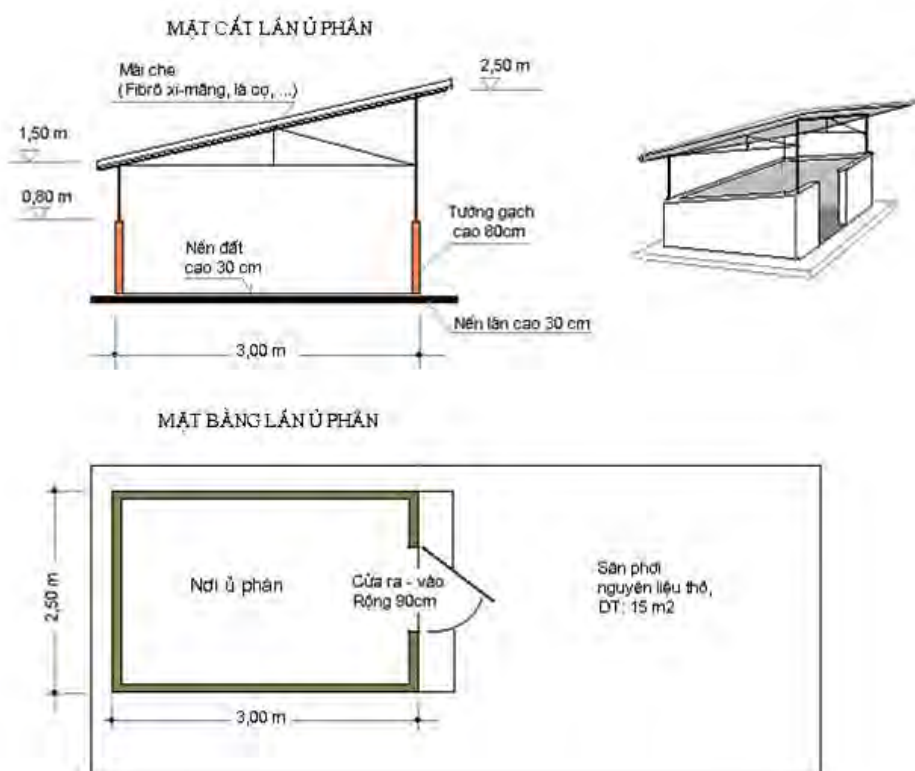 MẶT CẮT LÁN Ủ PHÂN
Mái che
(Fibrô xi-măng, lá cọ, ...)
2,50 m
1,50 m
0,80 m
Tường gạch
cao 80cm
Nền đất
cao 30 cm
Nền lán cao 30 cm
3,00 m
MẶT BẰNG LÁN Ủ PHÂN
2,50 m
Nơi ủ phân
Cửa ra - vào
Rộng 90cm
Sân phơi
nguyên liệu thô,
DT: 15 m2
3,00 m